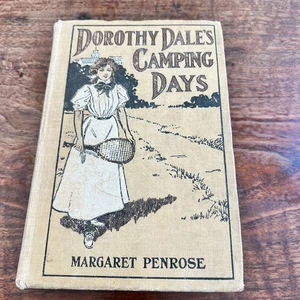 DOROTHY DALE'S
CAMPING
DAYS
MARGARET PENROSE